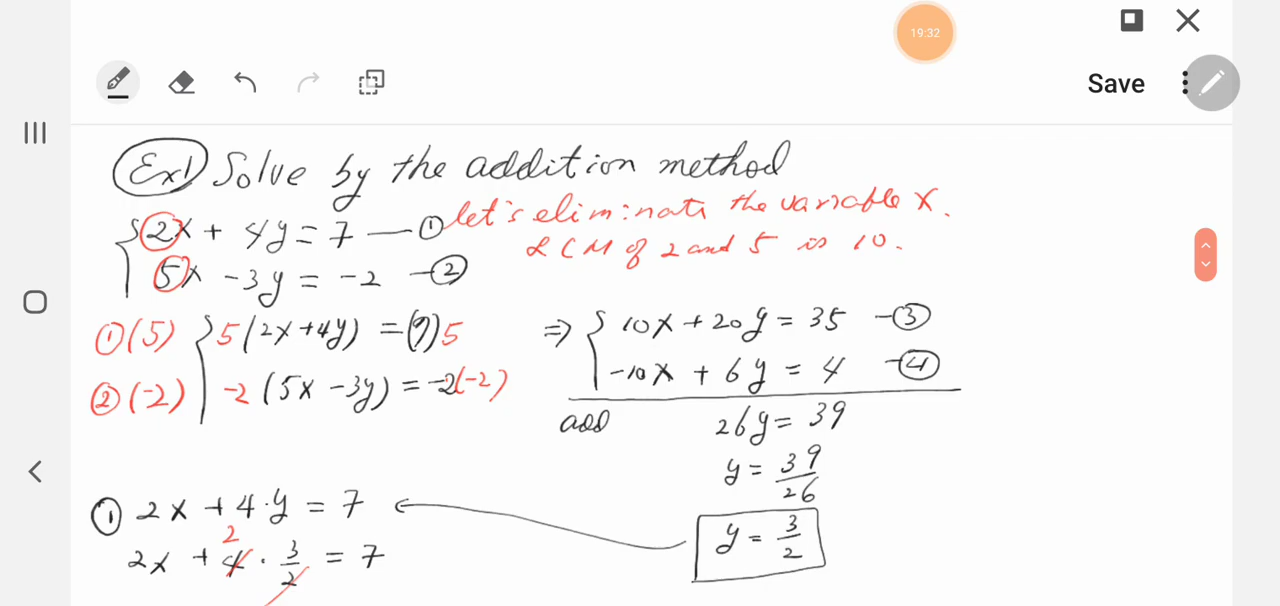 19:32
Save
Ex1 Solve by the addition method
2x + 4y = 7 — ①
let's eliminate the variable x.
5x - 3y = -2 — ②
LCM of 2 and 5 is 10.
①(5) { 5(2x+4y) = (7)5 ⇒ { 10x + 20y = 35 — ③
②(-2) -2(5x - 3y) = -2(-2) -10x + 6y = 4 — ④
add 26y = 39
y = 39/26
① 2x + 4·y = 7 ←
y = 3/2
2
2x + 4 · 3/2 = 7